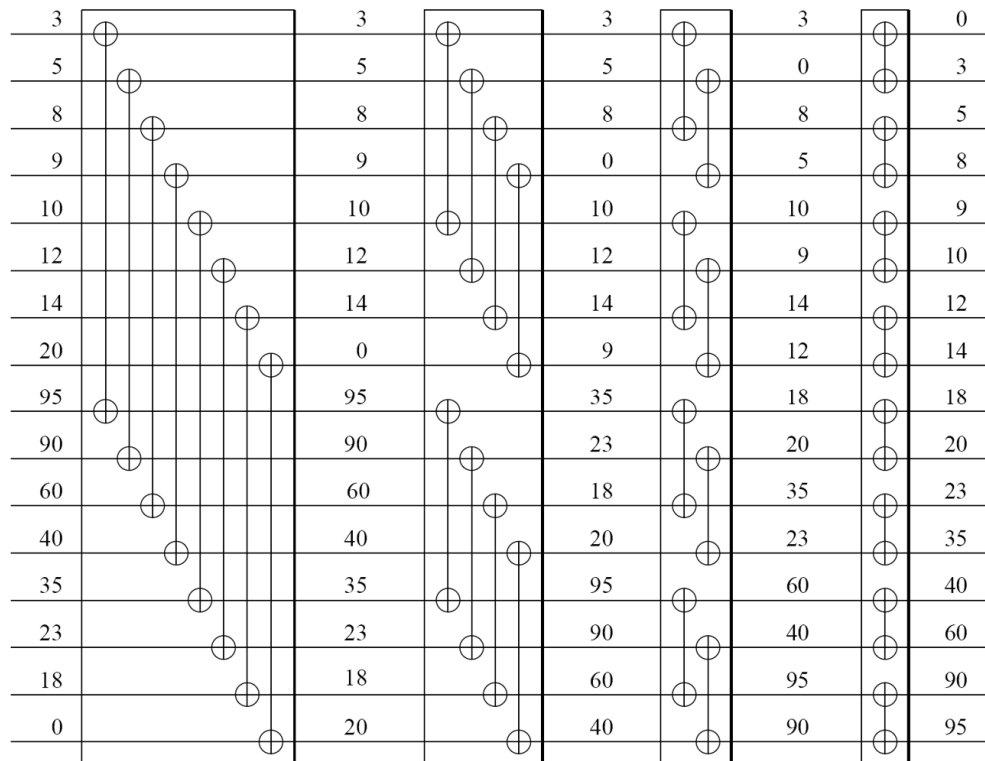 3 3 3 3 0
5 5 5 0 3
8 8 8 8 5
9 9 0 5 8
10 10 10 10 9
12 12 12 9 10
14 14 14 14 12
20 0 9 12 14
95 95 35 18 18
90 90 23 20 20
60 60 18 35 23
40 40 20 23 35
35 35 95 60 40
23 23 90 40 60
18 18 60 95 90
0 20 40 90 95